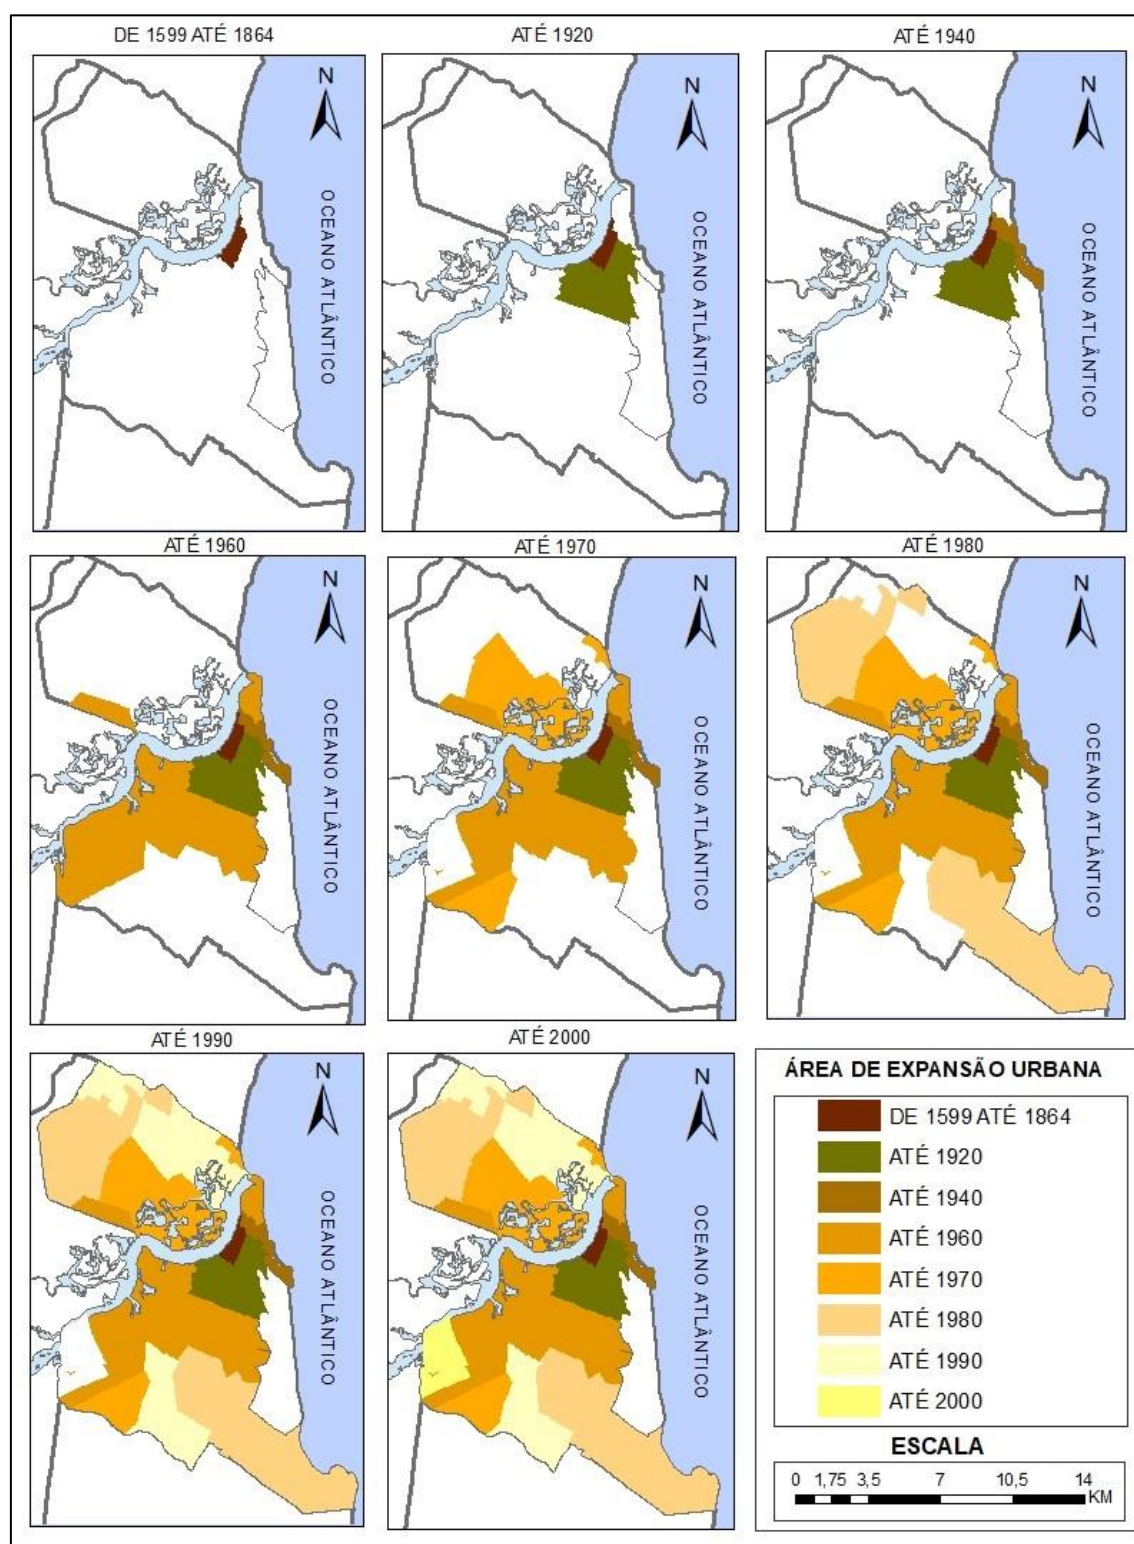 DE 1599 ATÉ 1864
ATÉ 1920
ATÉ 1940
N
OCEANO ATLÂNTICO
N
OCEANO ATLÂNTICO
N
OCEANO ATLÂNTICO
ATÉ 1960
ATÉ 1970
ATÉ 1980
N
OCEANO ATLÂNTICO
N
OCEANO ATLÂNTICO
N
OCEANO ATLÂNTICO
ATÉ 1990
ATÉ 2000
N
OCEANO ATLÂNTICO
N
OCEANO ATLÂNTICO
ÁREA DE EXPANSÃO URBANA
DE 1599 ATÉ 1864
ATÉ 1920
ATÉ 1940
ATÉ 1960
ATÉ 1970
ATÉ 1980
ATÉ 1990
ATÉ 2000
ESCALA
0 1,75 3,5 7 10,5 14
KM